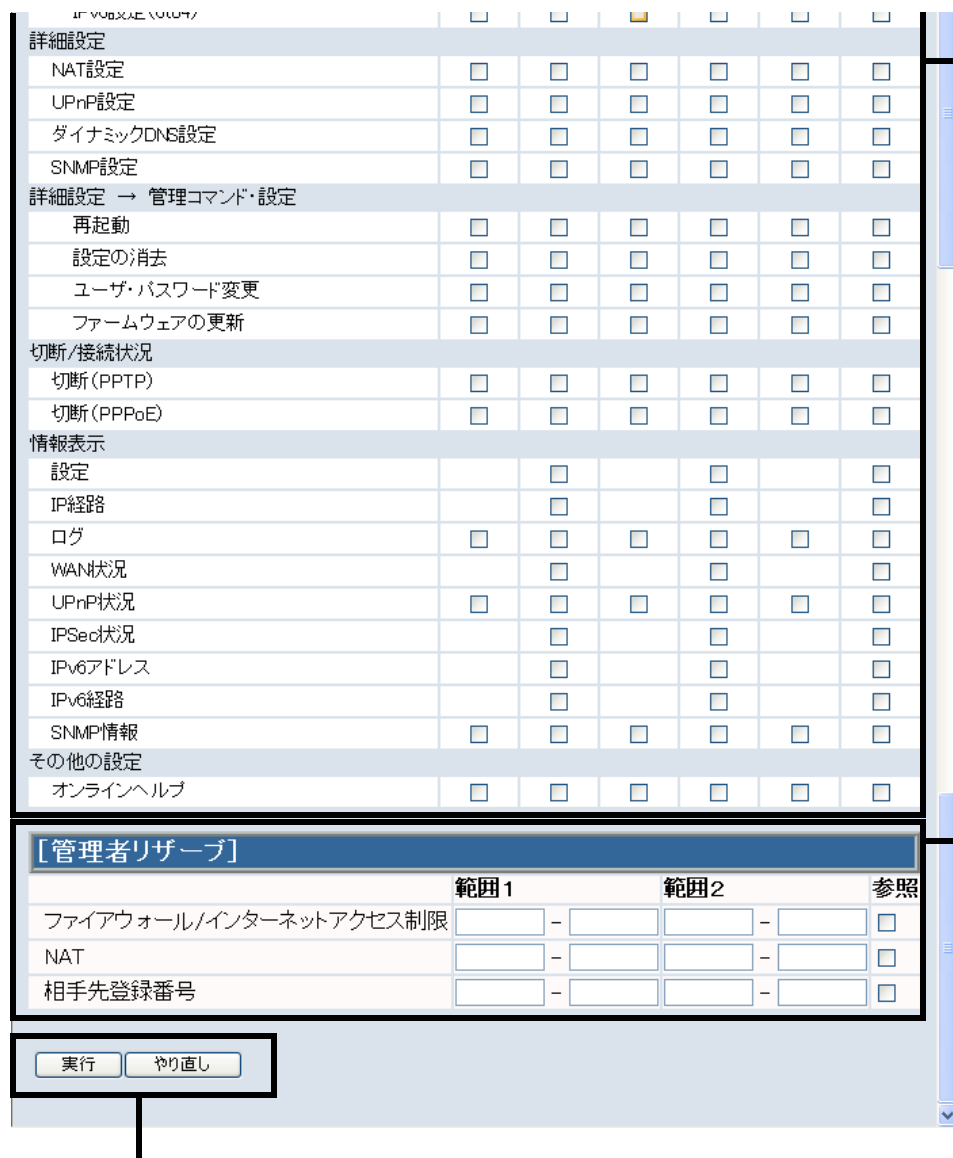 IPv6設定(6to4)
詳細設定
NAT設定
UPnP設定
ダイナミックDNS設定
SNMP設定
詳細設定 → 管理コマンド・設定
再起動
設定の消去
ユーザ・パスワード変更
ファームウェアの更新
切断/接続状況
切断(PPTP)
切断(PPPoE)
情報表示
設定
IP経路
ログ
WAN状況
UPnP状況
IPSec状況
IPv6アドレス
IPv6経路
SNMP情報
その他の設定
オンラインヘルプ
[管理者リザーブ]
範囲1 範囲2 参照
ファイアウォール/インターネットアクセス制限 - -
NAT - -
相手先登録番号 - -
実行 やり直し